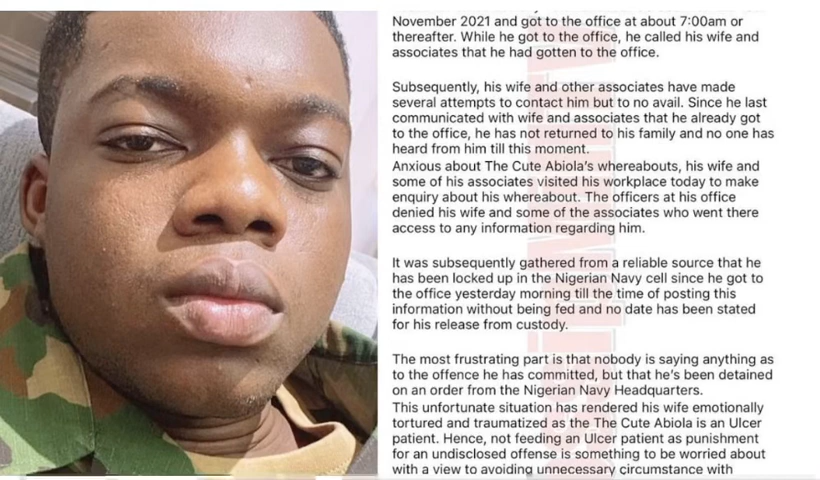 November 2021 and got to the office at about 7:00am or
thereafter. While he got to the office, he called his wife and
associates that he had gotten to the office.
Subsequently, his wife and other associates have made
several attempts to contact him but to no avail. Since he last
communicated with wife and associates that he already got
to the office, he has not returned to his family and no one has
heard from him till this moment.
Anxious about The Cute Abiola's whereabouts, his wife and
some of his associates visited his workplace today to make
enquiry about his whereabout. The officers at his office
denied his wife and some of the associates who went there
access to any information regarding him.
It was subsequently gathered from a reliable source that he
has been locked up in the Nigerian Navy cell since he got to
the office yesterday morning till the time of posting this
information without being fed and no date has been stated
for his release from custody.
The most frustrating part is that nobody is saying anything as
to the offence he has committed, but that he's been detained
on an order from the Nigerian Navy Headquarters.
This unfortunate situation has rendered his wife emotionally
tortured and traumatized as the The Cute Abiola is an Ulcer
patient. Hence, not feeding an Ulcer patient as punishment
for an undisclosed offense is something to be worried about
with a view to avoiding unnecessary circumstance with